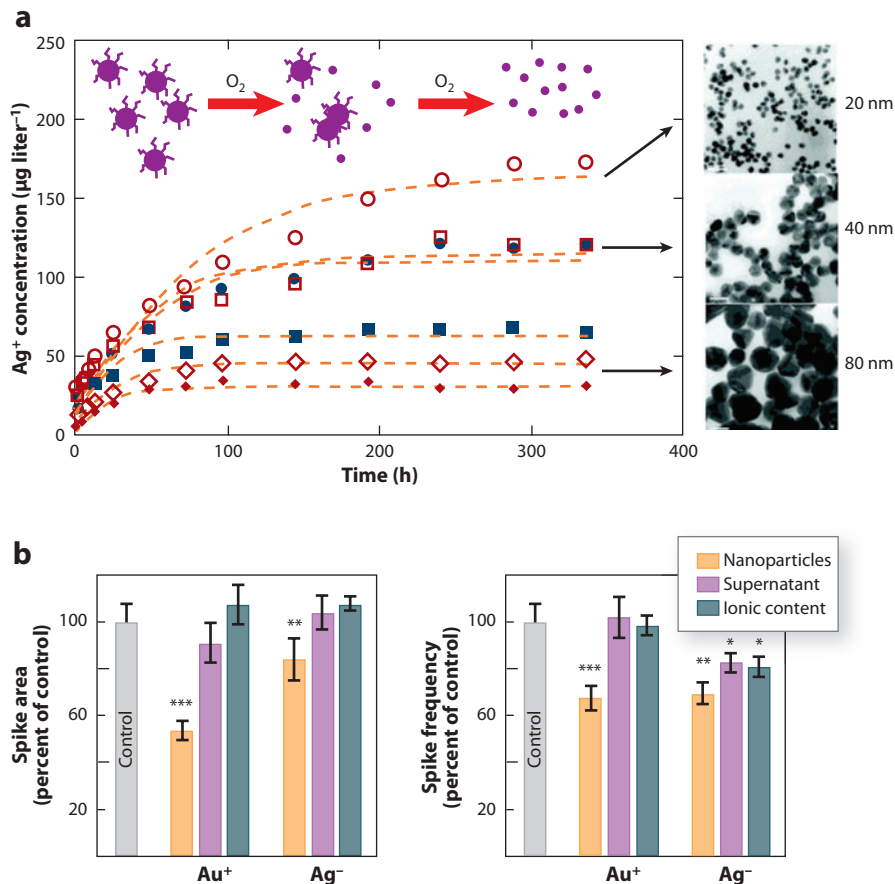 a
250
200
150
100
50
0
Ag⁺ concentration (µg liter⁻¹)
O₂
O₂
0
100
200
300
400
Time (h)
20 nm
40 nm
80 nm
b
Nanoparticles
Supernatant
Ionic content
100
60
20
Spike area
(percent of control)
Control
***
**
Au⁺
Ag⁻
100
60
20
Spike frequency
(percent of control)
Control
***
**
*
*
Au⁺
Ag⁻